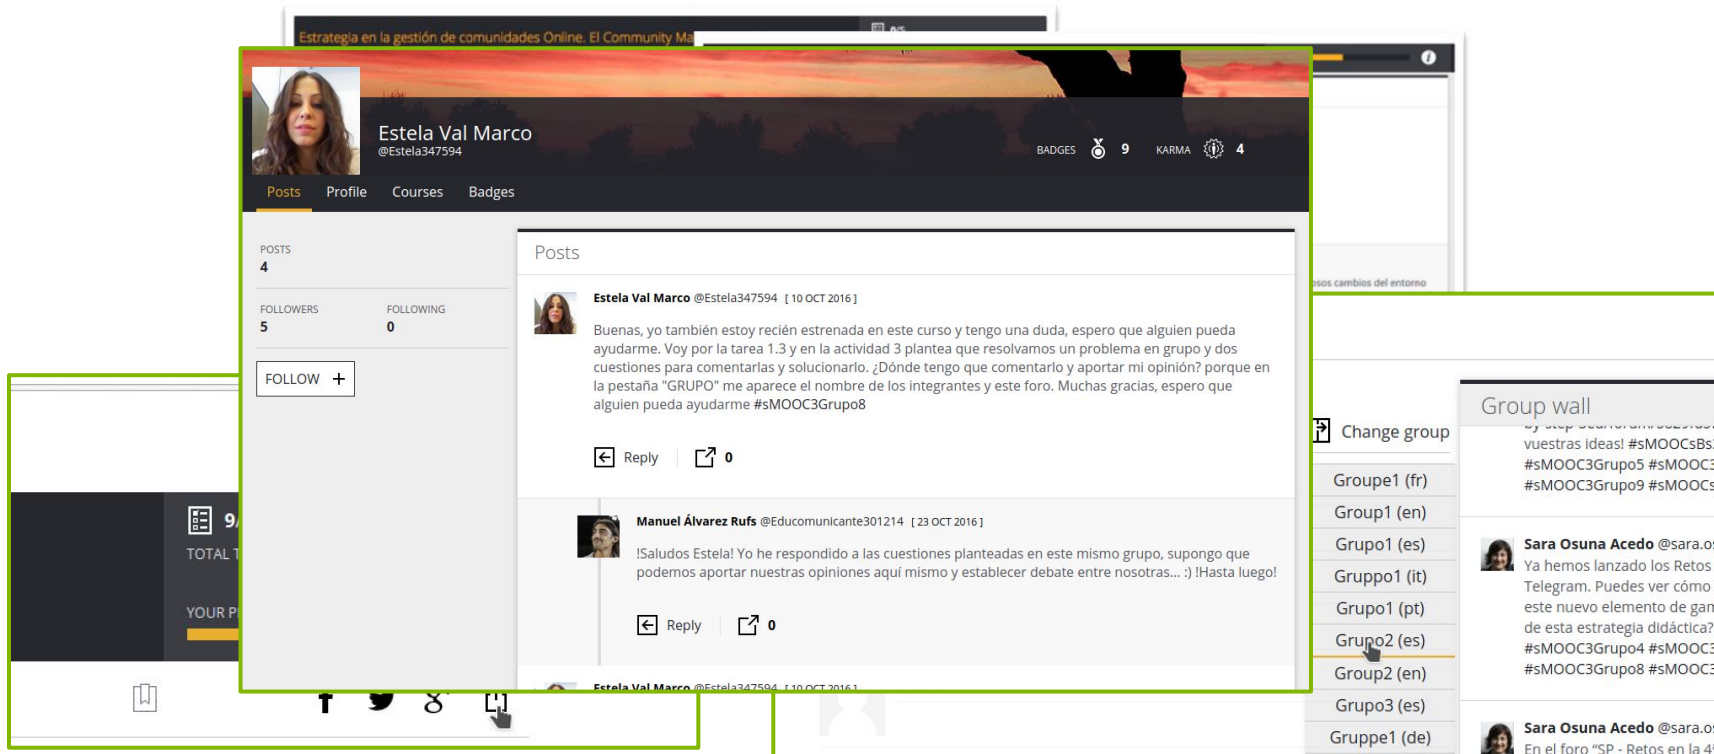 Estrategia en la gestión de comunidades Online. El Community Ma
0/5
Estela Val Marco
@Estela347594
BADGES 9 KARMA 4
Posts Profile Courses Badges
POSTS
4
FOLLOWERS FOLLOWING
5 0
FOLLOW +
Posts
Estela Val Marco @Estela347594 [ 10 OCT 2016 ]
Buenas, yo también estoy recién estrenada en este curso y tengo una duda, espero que alguien pueda
ayudarme. Voy por la tarea 1.3 y en la actividad 3 plantea que resolvamos un problema en grupo y dos
cuestiones para comentarlas y solucionarlo. ¿Dónde tengo que comentarlo y aportar mi opinión? porque en
la pestaña "GRUPO" me aparece el nombre de los integrantes y este foro. Muchas gracias, espero que
alguien pueda ayudarme #sMOOC3Grupo8
Reply 0
Manuel Álvarez Rufs @Educomunicante301214 [ 23 OCT 2016 ]
!Saludos Estela! Yo he respondido a las cuestiones planteadas en este mismo grupo, supongo que
podemos aportar nuestras opiniones aquí mismo y establecer debate entre nosotras... :) !Hasta luego!
Reply 0
Estela Val Marco @Estela347594 [ 10 OCT 2016 ]
cambios del entorno
9/
TOTAL T
YOUR P
Change group
Groupe1 (fr)
Group1 (en)
Grupo1 (es)
Gruppo1 (it)
Grupo1 (pt)
Grupo2 (es)
Group2 (en)
Grupo3 (es)
Gruppe1 (de)
Group wall
vuestras ideas! #sMOOCsBs
#sMOOC3Grupo5 #sMOOC3
#sMOOC3Grupo9 #sMOOCs
Sara Osuna Acedo @sara.os
Ya hemos lanzado los Retos
Telegram. Puedes ver cómo
este nuevo elemento de gam
de esta estrategia didáctica?
#sMOOC3Grupo4 #sMOOC3
#sMOOC3Grupo8 #sMOOC3
Sara Osuna Acedo @sara.os
En el foro "SP - Retos en la 4ª